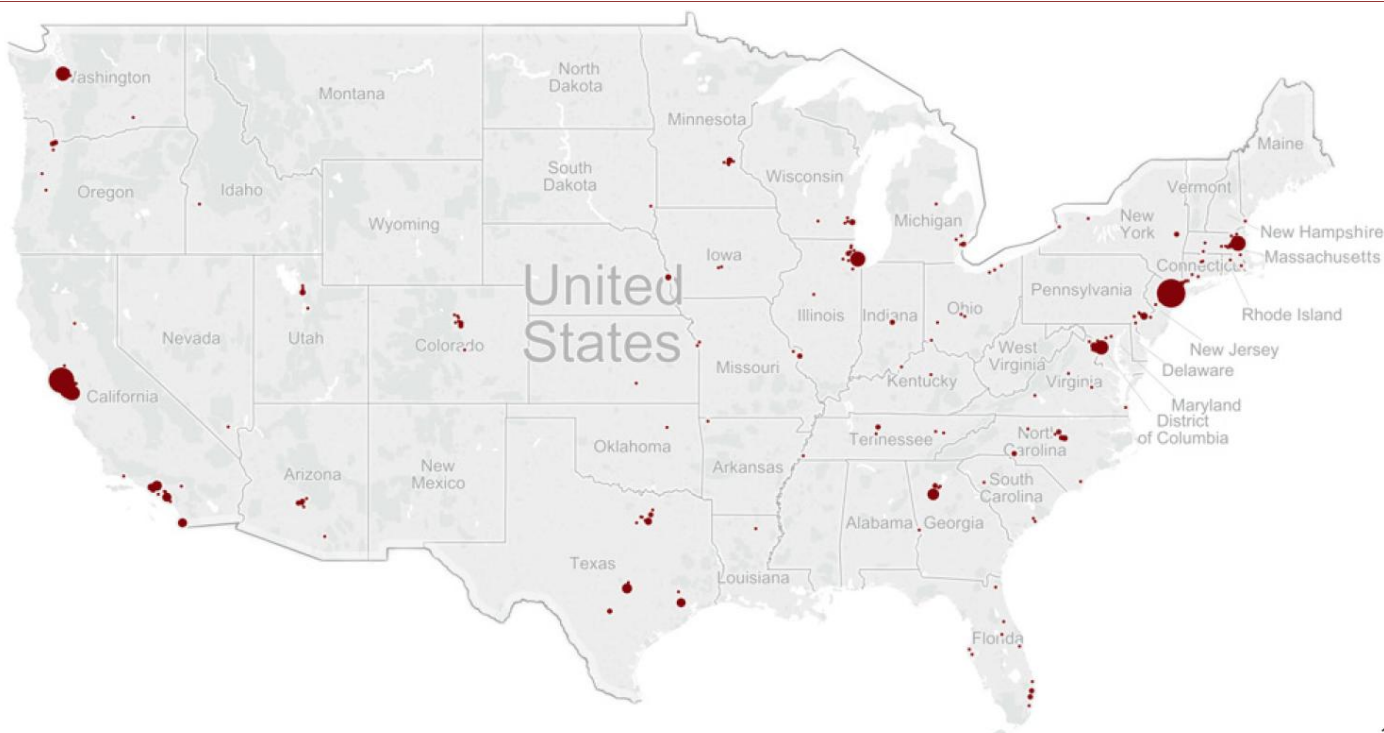 Washington
Montana
North
Dakota
Minnesota
Maine
Oregon
Idaho
Wyoming
South
Dakota
Wisconsin
Michigan
Vermont
New
York
New Hampshire
Massachusetts
Connecticut
Rhode Island
Iowa
United
States
Nevada
Utah
Colorado
Illinois
Indiana
Ohio
Pennsylvania
New Jersey
Delaware
Maryland
District
of Columbia
West
Virginia
Virginia
California
Missouri
Kentucky
Arizona
New
Mexico
Oklahoma
Arkansas
Tennessee
North
Carolina
South
Carolina
Texas
Louisiana
Alabama
Georgia
Florida